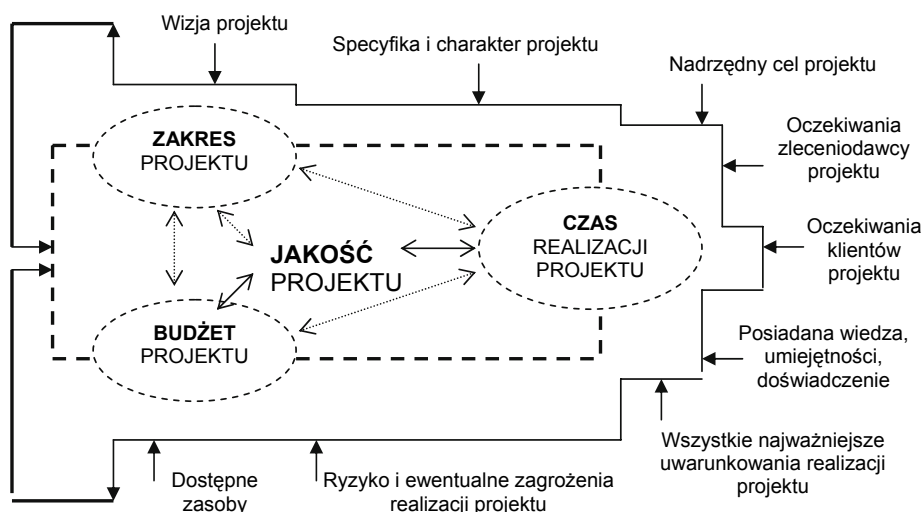 Wizja projektu
Specyfika i charakter projektu
Nadrzędny cel projektu
ZAKRES
PROJEKTU
Oczekiwania
zleceniodawcy
projektu
CZAS
REALIZACJI
PROJEKTU
Oczekiwania
klientów
projektu
JAKOŚĆ
PROJEKTU
BUDŻET
PROJEKTU
Posiadana wiedza,
umiejętności,
doświadczenie
Wszystkie najważniejsze
uwarunkowania realizacji
projektu
Dostępne
zasoby
Ryzyko i ewentualne zagrożenia
realizacji projektu